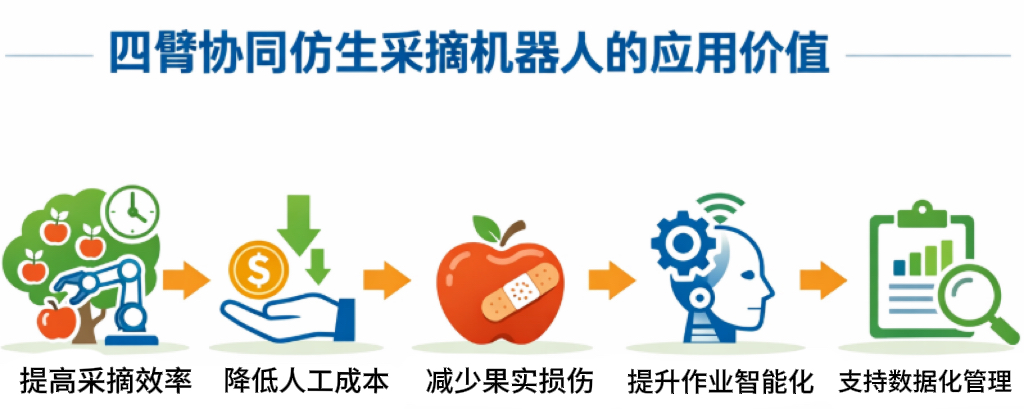 四臂协同仿生采摘机器人的应用价值
$
提高采摘效率
降低人工成本
减少果实损伤
提升作业智能化
支持数据化管理